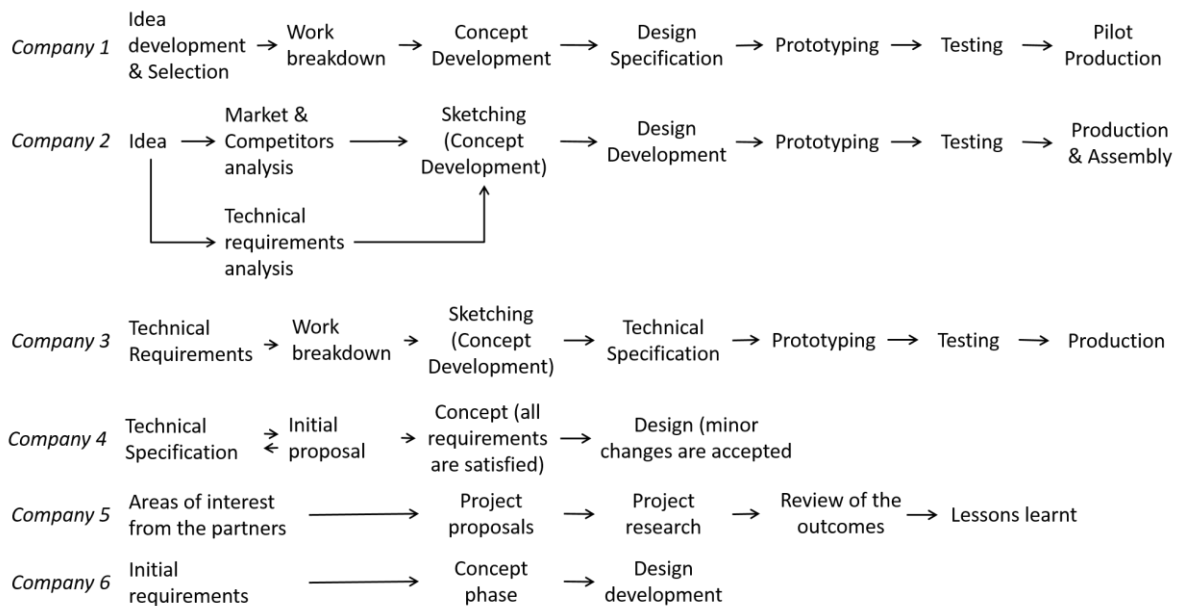 Company 1
Idea
development
& Selection
Work
breakdown
Concept
Development
Design
Specification
Prototyping
Testing
Pilot
Production
Company 2
Idea
Market &
Competitors
analysis
Sketching
(Concept
Development)
Design
Development
Prototyping
Testing
Production
& Assembly
Technical
requirements
analysis
Company 3
Technical
Requirements
Work
breakdown
Sketching
(Concept
Development)
Technical
Specification
Prototyping
Testing
Production
Company 4
Technical
Specification
Initial
proposal
Concept (all
requirements
are satisfied)
Design (minor
changes are accepted
Company 5
Areas of interest
from the partners
Project
proposals
Project
research
Review of the
outcomes
Lessons learnt
Company 6
Initial
requirements
Concept
phase
Design
development